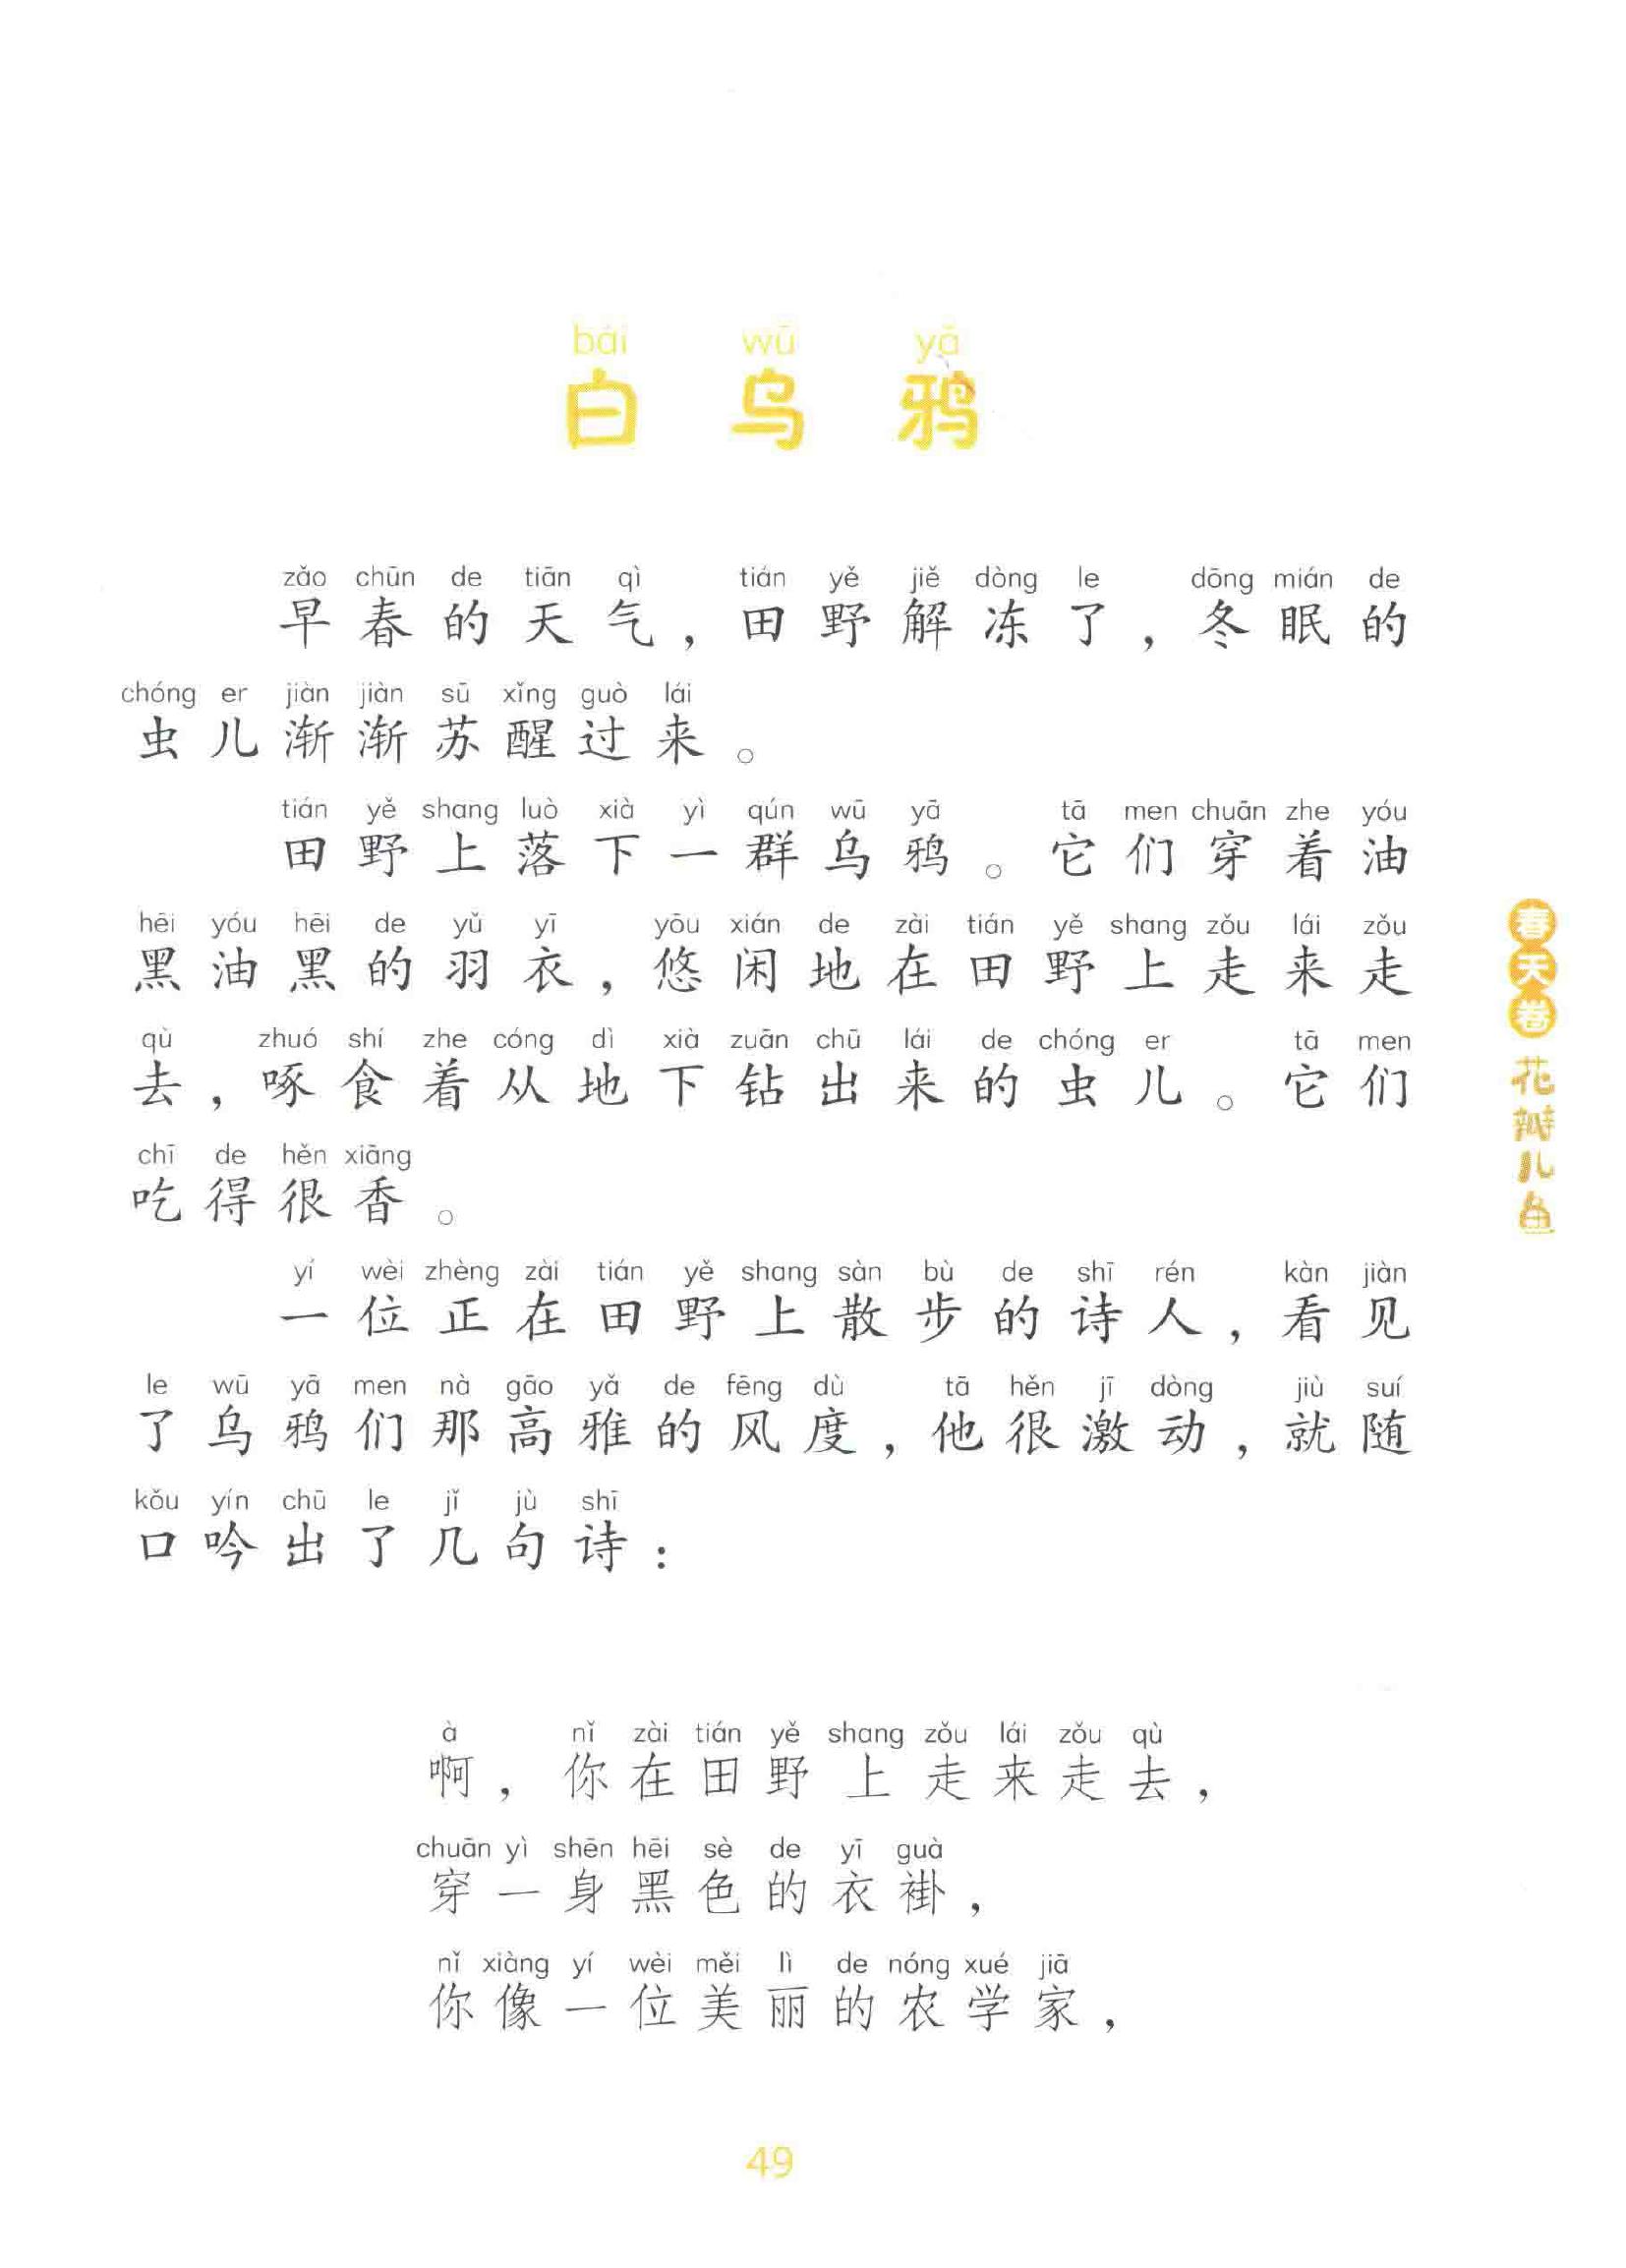 bái wū yā
白乌鸦
zǎo chūn de tiān qì tián yě jiě dòng le dōng mián de
早春的天气，田野解冻了，冬眠的
chóng er jiàn jiàn sū xǐng guò lái
虫儿渐渐苏醒过来。
tián yě shang luò xià yì qún wū yā tā men chuān zhe yóu
田野上落下一群乌鸦。它们穿着油
hēi yóu hēi de yǔ yī yōu xián de zài tián yě shang zǒu lái zǒu
黑油黑的羽衣，悠闲地在田野上走来走
qù zhuó shí zhe cóng dì xià zuān chū lái de chóng er tā men
去，啄食着从地下钻出来的虫儿。它们
chī de hěn xiāng
吃得很香。
yí wèi zhèng zài tián yě shang sàn bù de shī rén kàn jiàn
一位正在田野上散步的诗人，看见
le wū yā men nà gāo yǎ de fēng dù tā hěn jī dòng jiù suí
了乌鸦们那高雅的风度，他很激动，就随
kǒu yín chū le jǐ jù shī
口吟出了几句诗：
à nǐ zài tián yě shang zǒu lái zǒu qù
啊，你在田野上走来走去，
chuān yì shēn hēi sè de yī guà
穿一身黑色的衣褂，
nǐ xiàng yí wèi měi lì de nóng xué jiā
你像一位美丽的农学家，
春天卷 花瓣儿鱼
49